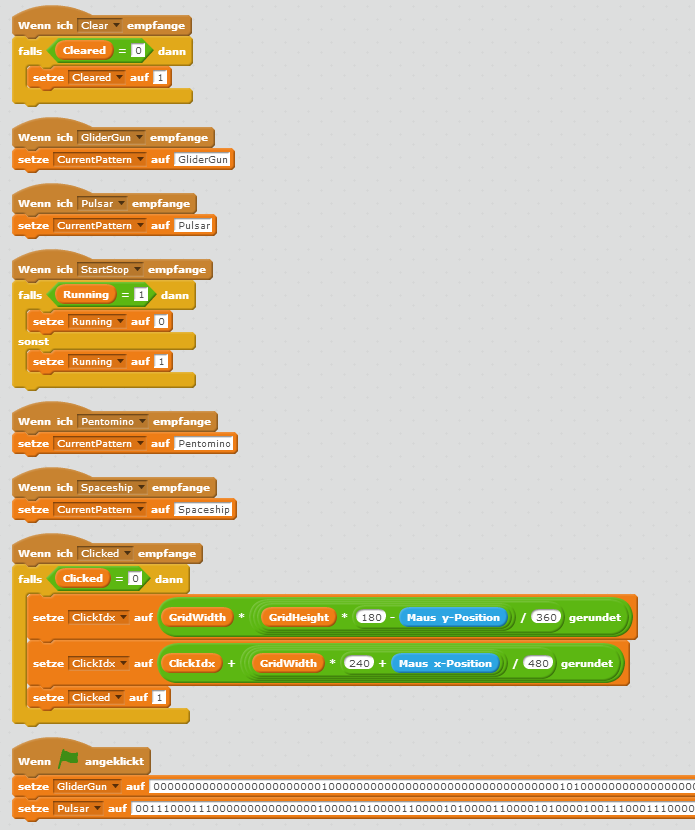 Wenn ich Clear empfange
falls Cleared = 0 dann
setze Cleared auf 1
Wenn ich GliderGun empfange
setze CurrentPattern auf GliderGun
Wenn ich Pulsar empfange
setze CurrentPattern auf Pulsar
Wenn ich StartStop empfange
falls Running = 1 dann
setze Running auf 0
sonst
setze Running auf 1
Wenn ich Pentomino empfange
setze CurrentPattern auf Pentomino
Wenn ich Spaceship empfange
setze CurrentPattern auf Spaceship
Wenn ich Clicked empfange
falls Clicked = 0 dann
setze ClickIdx auf GridWidth * GridHeight * 180 - Maus y-Position / 360 gerundet
setze ClickIdx auf ClickIdx + GridWidth * 240 + Maus x-Position / 480 gerundet
setze Clicked auf 1
Wenn angeklickt
setze GliderGun auf
setze Pulsar auf